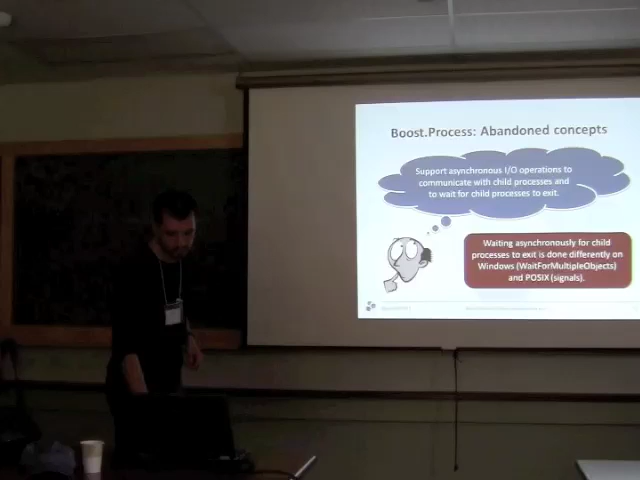 Boost.Process: Abandoned concepts
Support asynchronous I/O operations to
communicate with child processes and
to wait for child processes to exit.
Waiting asynchronously for child
processes to exit is done differently on
Windows (WaitForMultipleObjects)
and POSIX (signals).